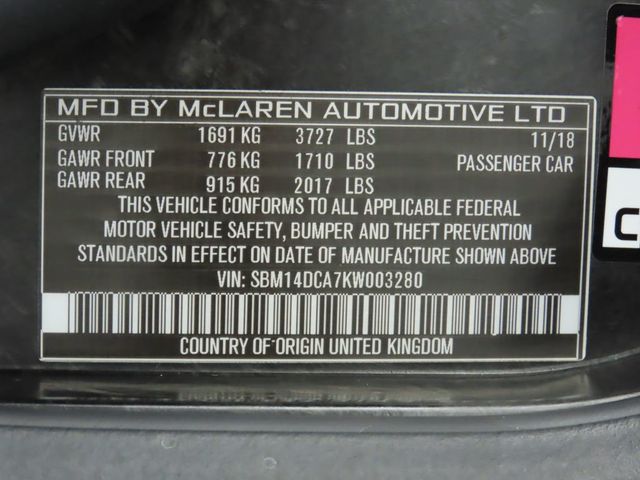 MFD BY McLAREN AUTOMOTIVE LTD
GVWR 1691 KG 3727 LBS 11/18
GAWR FRONT 776 KG 1710 LBS PASSENGER CAR
GAWR REAR 915 KG 2017 LBS
THIS VEHICLE CONFORMS TO ALL APPLICABLE FEDERAL
MOTOR VEHICLE SAFETY, BUMPER AND THEFT PREVENTION
STANDARDS IN EFFECT ON DATE OF MANUFACTURE SHOWN ABOVE
VIN: SBM14DCA7KW003280
COUNTRY OF ORIGIN UNITED KINGDOM